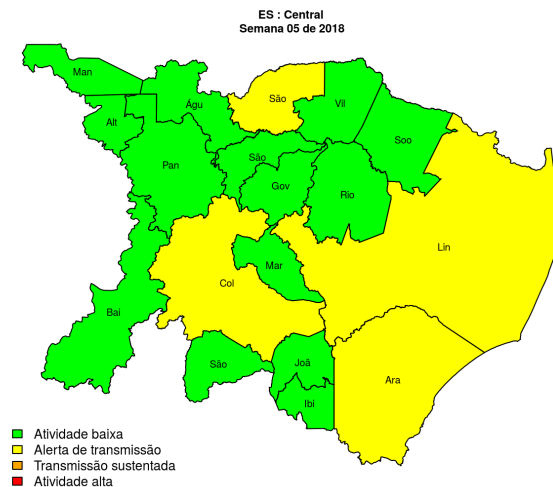 ES : Central
Semana 05 de 2018
Man
Águ
São
Vil
Alt
Soo
São
Pan
Gov
Rio
Lin
Mar
Col
Bai
São
Joã
Ara
Ibi
Atividade baixa
Alerta de transmissão
Transmissão sustentada
Atividade alta